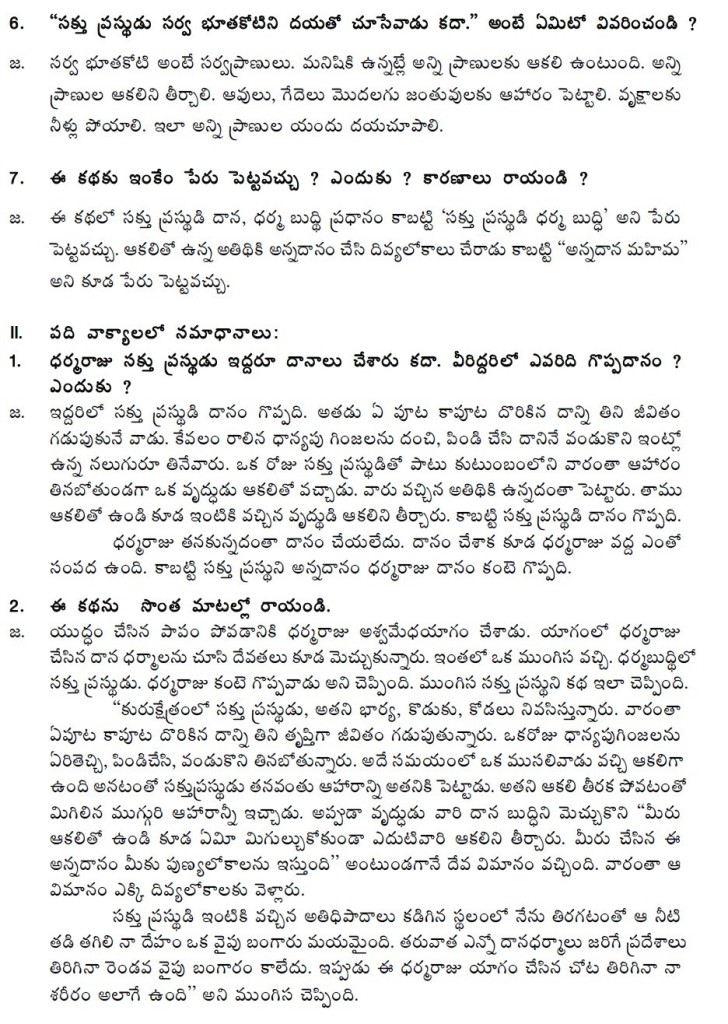 6. “సక్తు ప్రస్థుడు సర్వ భూతకోటిని దయతో చూసేవాడు కదా.” అంటే ఏమిటో వివరించండి ?
జ. సర్వ భూతకోటి అంటే సర్వప్రాణులు. మనిషికి ఉన్నట్లే అన్ని ప్రాణులకు ఆకలి ఉంటుంది. అన్ని
ప్రాణుల ఆకలిని తీర్చాలి. ఆవులు, గేదెలు మొదలగు జంతువులకు ఆహారం పెట్టాలి. వృక్షాలకు
నీళ్లు పోయాలి. ఇలా అన్ని ప్రాణుల యందు దయచూపాలి.
7. ఈ కథకు ఇంకేం పేరు పెట్టవచ్చు ? ఎందుకు ? కారణాలు రాయండి ?
జ. ఈ కథలో సక్తు ప్రస్థుడి దాన, ధర్మ బుద్థి ప్రధానం కాబట్టి ‘సక్తు ప్రస్థుడి ధర్మ బుద్ధి’ అని పేరు
పెట్టవచ్చు. ఆకలితో ఉన్న అతిథికి అన్నదానం చేసి దివ్యలోకాలు చేరాడు కాబట్టి “అన్నదాన మహిమ”
అని కూడ పేరు పెట్టవచ్చు.
II. పది వాక్యాలలో సమాధానాలు:
1. ధర్మరాజు సక్తు ప్రస్థుడు ఇద్దరూ దానాలు చేశారు కదా. వీరిద్దరిలో ఎవరిది గొప్పదానం ?
ఎందుకు ?
జ. ఇద్దరిలో సక్తు ప్రస్థుడి దానం గొప్పది. అతడు ఏ పూట కాపూట దొరికిన దాన్ని తిని జీవితం
గడుపుకునే వాడు. కేవలం రాలిన ధాన్యపు గింజలను దంచి, పిండి చేసి దానినే వండుకొని ఇంట్లో
ఉన్న నలుగురూ తినేవారు. ఒక రోజు సక్తు ప్రస్థుడితో పాటు కుటుంబంలోని వారంతా ఆహారం
తినబోతుండగా ఒక వృద్ధుడు ఆకలితో వచ్చాడు. వారు వచ్చిన అతిథికి ఉన్నదంతా పెట్టారు. తాము
ఆకలితో ఉండి కూడ ఇంటికి వచ్చిన వృద్థుడి ఆకలిని తీర్చారు. కాబట్టి సక్తు ప్రస్థుడి దానం గొప్పది.
ధర్మరాజు తనకున్నదంతా దానం చేయలేదు. దానం చేశాక కూడ ధర్మరాజు వద్ద ఎంతో
సంపద ఉంది. కాబట్టి సక్తు ప్రస్థుని అన్నదానం ధర్మరాజు దానం కంటె గొప్పది.
2. ఈ కథను సొంత మాటల్లో రాయండి.
జ. యుద్ధం చేసిన పాపం పోవడానికి ధర్మరాజు అశ్వమేధయాగం చేశాడు. యాగంలో ధర్మరాజు
చేసిన దాన ధర్మాలను చూసి దేవతలు కూడ మెచ్చుకున్నారు. ఇంతలో ఒక ముంగిస వచ్చి. ధర్మబుద్ధిలో
సక్తు ప్రస్థుడు. ధర్మరాజు కంటె గొప్పవాడు అని చెప్పింది. ముంగిస సక్తు ప్రస్థుని కథ ఇలా చెప్పింది.
“కురుక్షేత్రంలో సక్తు ప్రస్థుడు, అతని భార్య, కొడుకు, కోడలు నివసిస్తున్నారు. వారంతా
ఏపూట కాపూట దొరికిన దాన్ని తిని తృప్తిగా జీవితం గడుపుతున్నారు. ఒకరోజు ధాన్యపుగింజలను
ఏరితెచ్చి, పిండిచేసి, వండుకొని తినబోతున్నారు. అదే సమయంలో ఒక ముసలివాడు వచ్చి ఆకలిగా
ఉంది అనటంతో సక్తుప్రస్థుడు తనవంతు ఆహారాన్ని అతనికి పెట్టాడు. అతని ఆకలి తీరక పోవటంతో
మిగిలిన ముగ్గురి ఆహారాన్నీ ఇచ్చాడు. అప్పుడా వృద్ధుడు వారి దాన బుద్ధిని మెచ్చుకొని “మీరు
ఆకలితో ఉండి కూడ ఏమీ మిగుల్చుకోకుండా ఎదుటివారి ఆకలిని తీర్చారు. మీరు చేసిన ఈ
అన్నదానం మీకు పుణ్యలోకాలను ఇస్తుంది” అంటుండగానే దేవ విమానం వచ్చింది. వారంతా ఆ
విమానం ఎక్కి దివ్యలోకాలకు వెళ్లారు.
సక్తు ప్రస్థుడి ఇంటికి వచ్చిన అతిధిపాదాలు కడిగిన స్థలంలో నేను తిరగటంతో ఆ నీటి
తడి తగిలి నా దేహం ఒక వైపు బంగారు మయమైంది. తరువాత ఎన్నో దానధర్మాలు జరిగే ప్రదేశాలు
తిరిగినా రెండవ వైపు బంగారం కాలేదు. ఇప్పుడు ఈ ధర్మరాజు యాగం చేసిన చోట తిరిగినా నా
శరీరం అలాగే ఉంది” అని ముంగిస చెప్పింది.